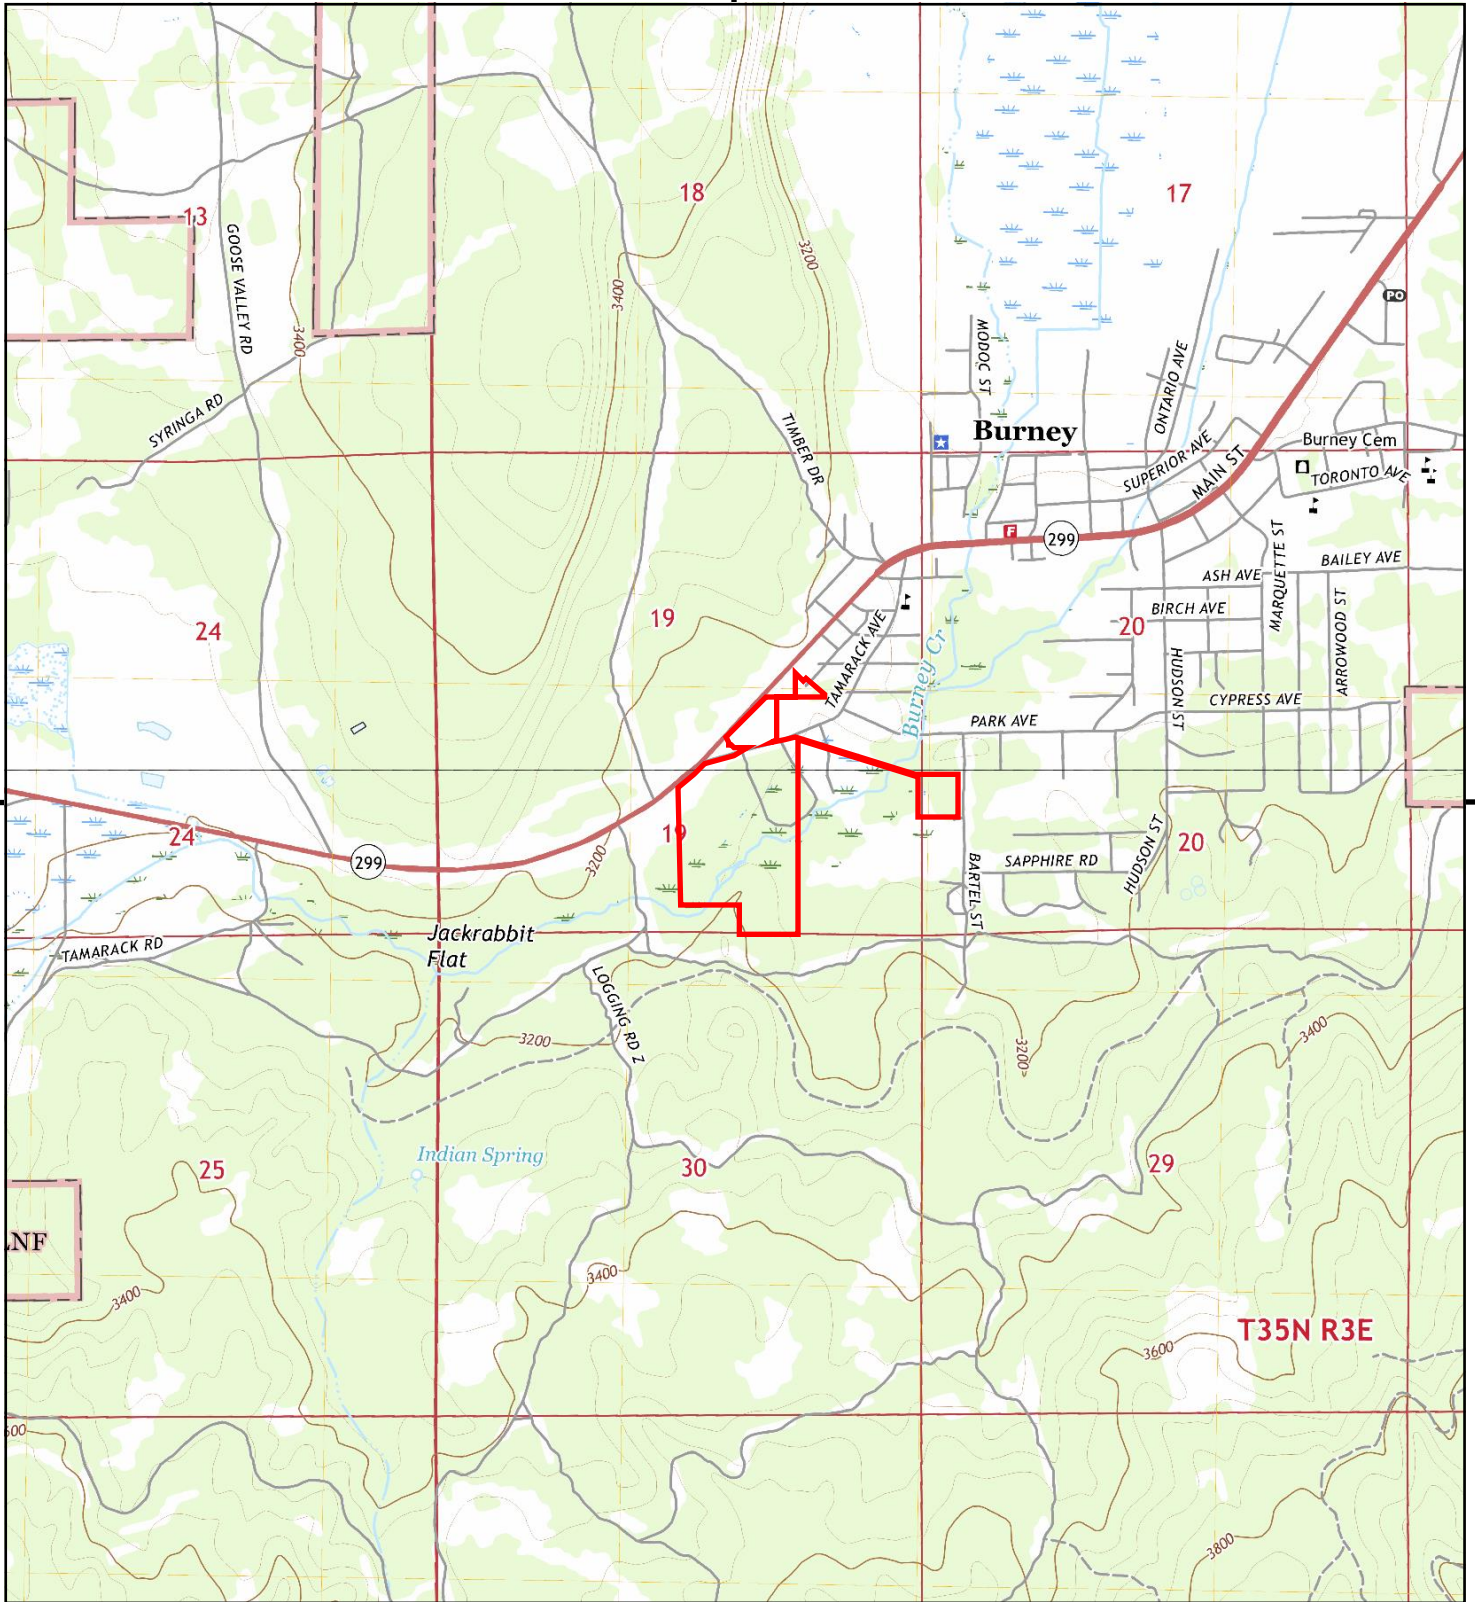 18
17
13
GOOSE VALLEY RD
3200
3400
PO
3400
MODOC ST
ONTARIO AVE
SYRINGA RD
TIMBER DR
Burney
Burney Cem
SUPERIOR AVE
MAIN ST
TORONTO AVE
F
299
MARQUETTE ST
BAILEY AVE
ASH AVE
ARROWOOD ST
BIRCH AVE
19
24
20
TAMARACK AVE
Burney Cr
HUDSON ST
CYPRESS AVE
PARK AVE
24
19
20
299
3200
SAPPHIRE RD
HUDSON ST
BARTEL ST
Jackrabbit
Flat
TAMARACK RD
LOGGING RD Z
3200
3200
3400
Indian Spring
25
30
29
NF
3400
3400
T35N R3E
3600
3800